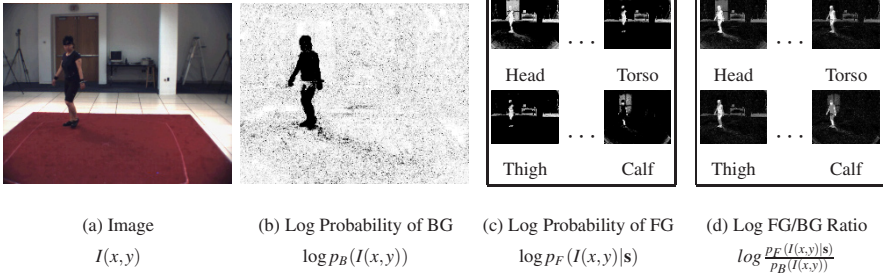 Head . . . Torso
Thigh . . . Calf
Head . . . Torso
Thigh . . . Calf
(a) Image
I(x,y)
(b) Log Probability of BG
log p_B(I(x,y))
(c) Log Probability of FG
log p_F(I(x,y)|s)
(d) Log FG/BG Ratio
log p_F(I(x,y)|s) / p_B(I(x,y))